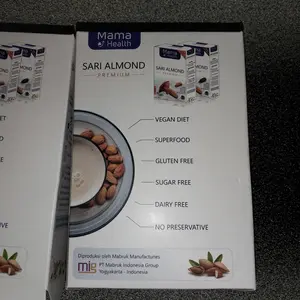 Mama
Health
SARI ALMOND
PREMIUM
VEGAN DIET
SUPERFOOD
GLUTEN FREE
SUGAR FREE
DAIRY FREE
NO PRESERVATIVE
Diproduksi oleh Mabruk Manufactures
mig
PT Mabruk Indonesia Group
Yogyakarta - Indonesia